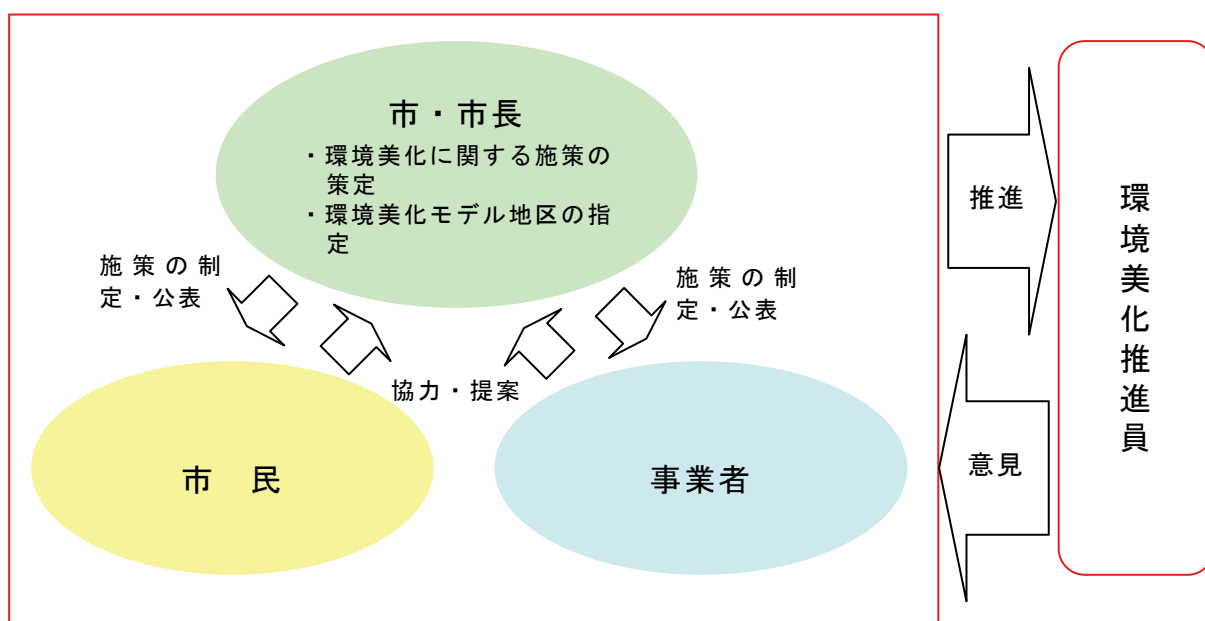 市・市長
・環境美化に関する施策の
策定
・環境美化モデル地区の指
定
施策の制
定・公表
施策の制
定・公表
協力・提案
市　民
事業者
推進
意見
環境美化推進員